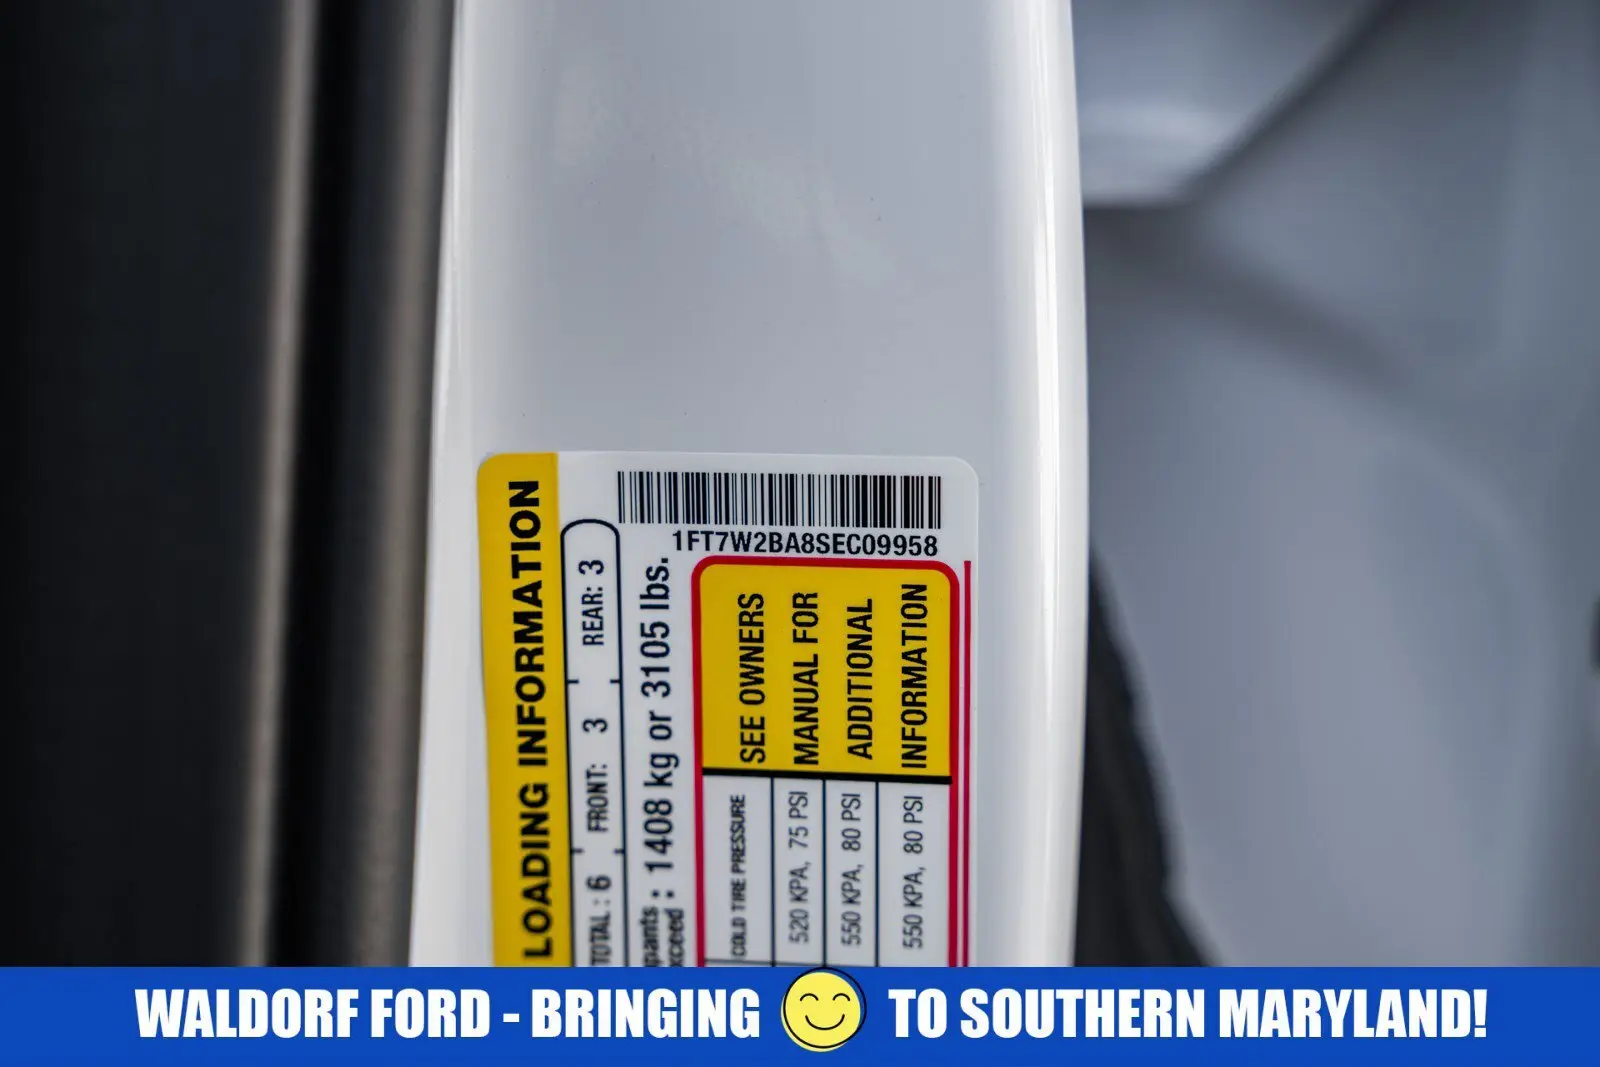 LOADING INFORMATION
TOTAL : 6 FRONT: 3 REAR: 3
pants :
xceed : 1408 kg or 3105 lbs.
1FT7W2BA8SEC09958
COLD TIRE PRESSURE
520 KPA, 75 PSI
550 KPA, 80 PSI
550 KPA, 80 PSI
SEE OWNERS
MANUAL FOR
ADDITIONAL
INFORMATION
WALDORF FORD - BRINGING TO SOUTHERN MARYLAND!